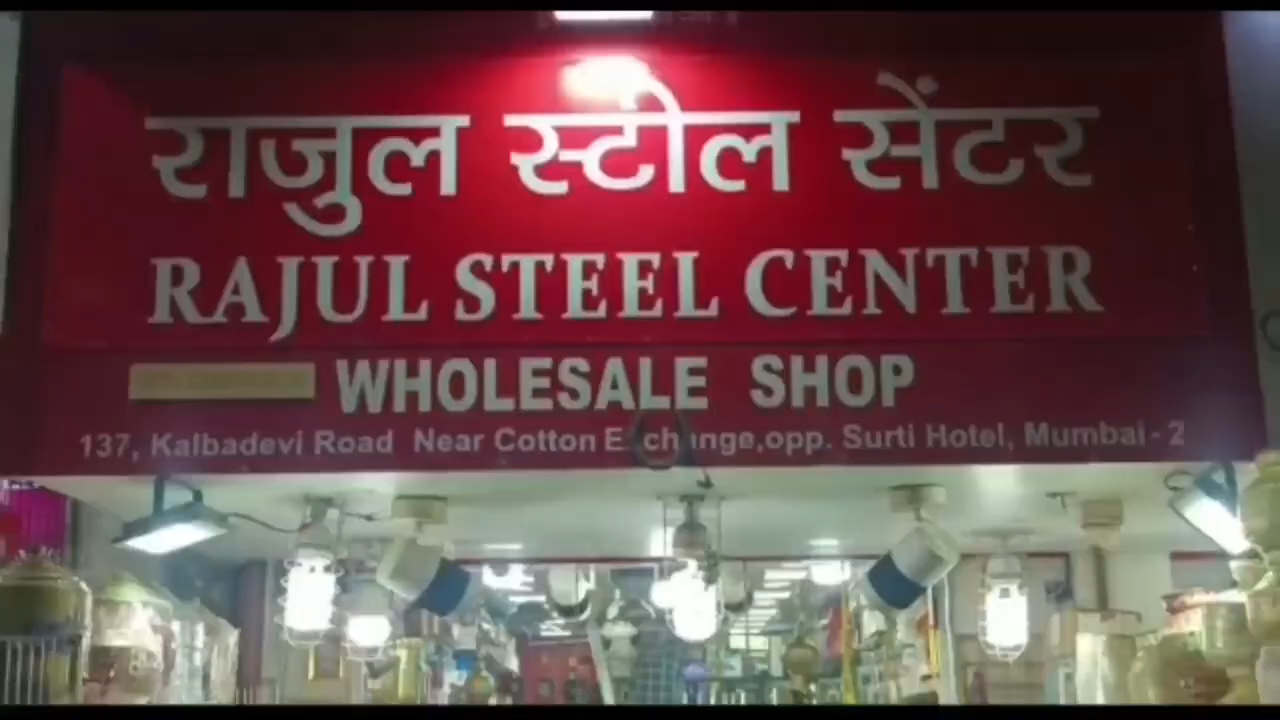 राजुल स्टील सेंटर
RAJUL STEEL CENTER
WHOLESALE SHOP
137, Kalbadevi Road Near Cotton Exchange,opp. Surti Hotel, Mumbai-2